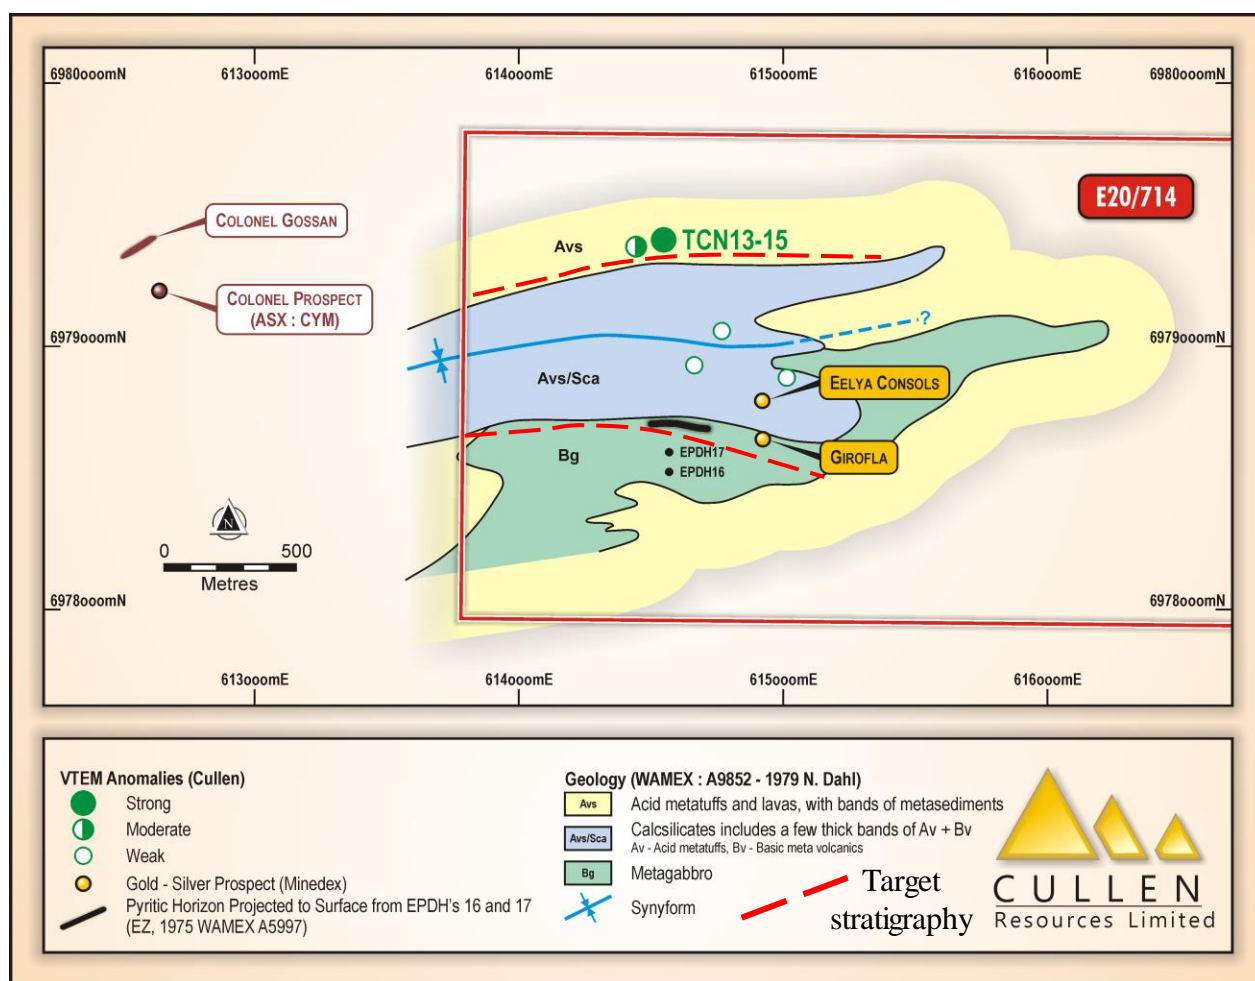 6980000mN
613000mE
614000mE
615000mE
616000mE
6980000mN
E20/714
COLONEL GOSSAN
Avs
TCN13-15
COLONEL PROSPECT
(ASX : CYM)
?
6979000mN
6979000mN
Avs/Sca
EELYA CONSOLS
Bg
EPDH17
GIROFLA
EPDH16
N
0 500
Metres
6978000mN
6978000mN
613000mE
614000mE
615000mE
616000mE
VTEM Anomalies (Cullen)
Strong
Moderate
Weak
Gold - Silver Prospect (Minedex)
Pyritic Horizon Projected to Surface from EPDH's 16 and 17
(EZ, 1975 WAMEX A5997)
Geology (WAMEX : A9852 - 1979 N. Dahl)
Avs Acid metatuffs and lavas, with bands of metasediments
Avs/Sca Calcsilicates includes a few thick bands of Av + Bv
Av - Acid metatuffs, Bv - Basic meta volcanics
Bg Metagabbro
Synyform
Target
stratigraphy
CULLEN
Resources Limited